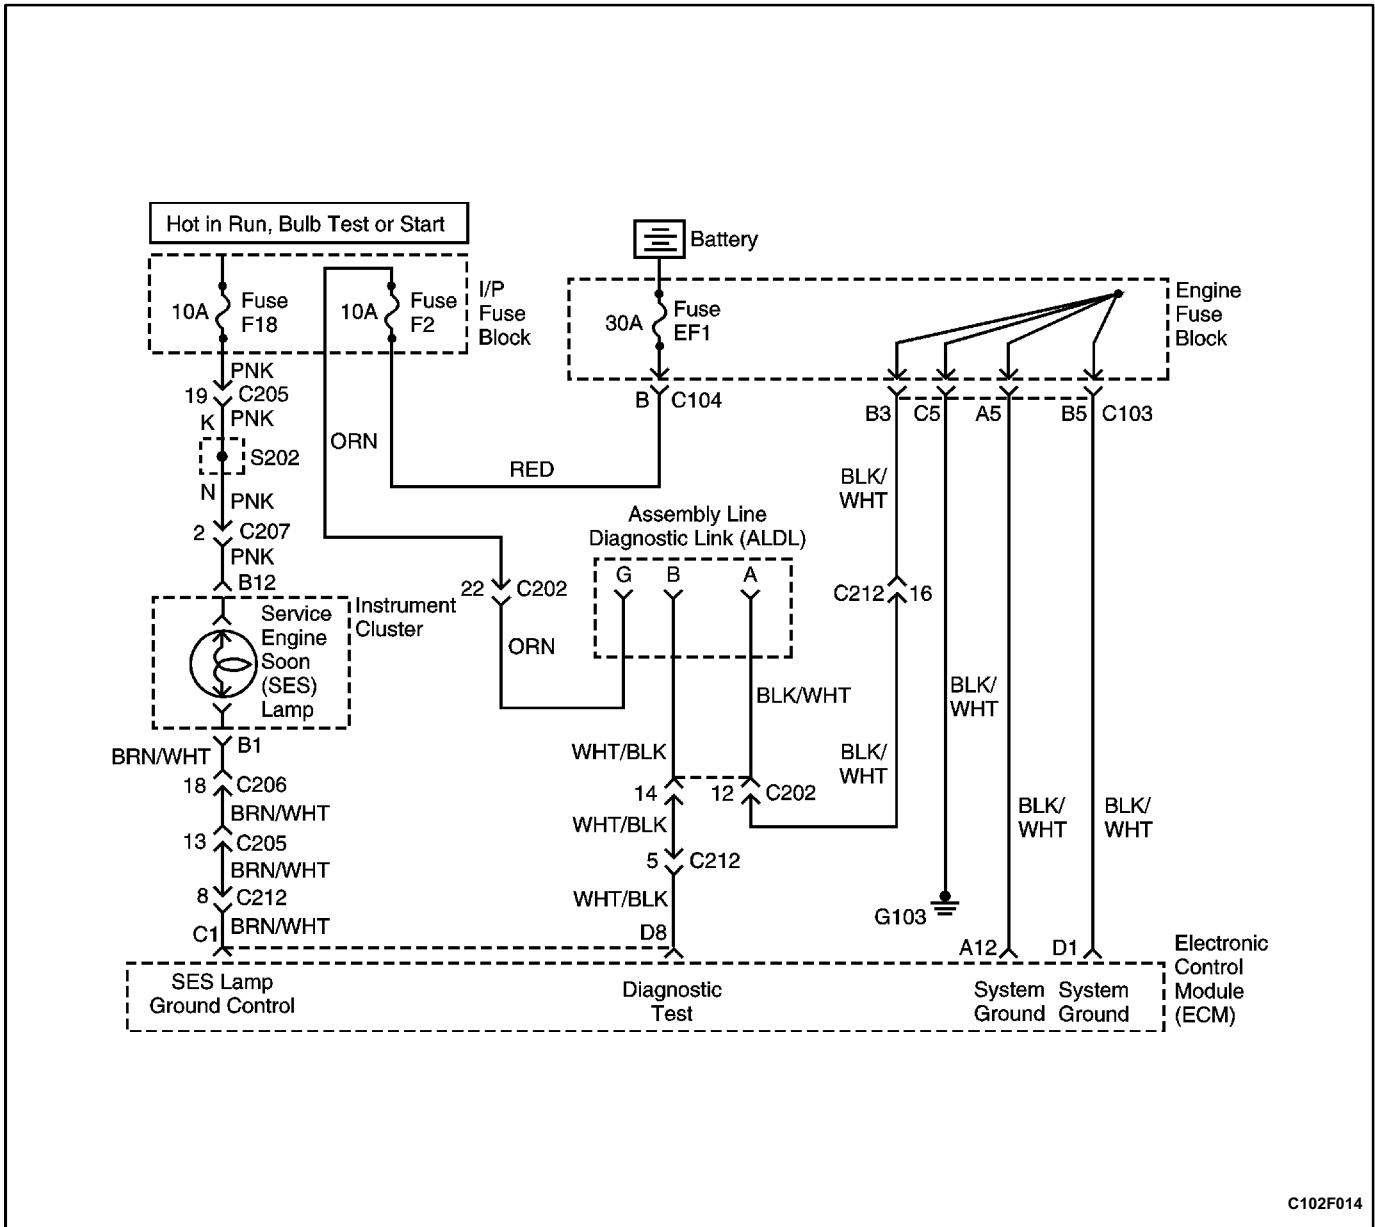 Hot in Run, Bulb Test or Start
Battery
10A
Fuse
F18
10A
Fuse
F2
I/P
Fuse
Block
30A
Fuse
EF1
Engine
Fuse
Block
PNK
19
C205
K
PNK
S202
N
PNK
2
C207
PNK
B12
ORN
RED
B
C104
B3
C5
A5
B5
C103
BLK/
WHT
Assembly Line
Diagnostic Link (ALDL)
G
B
A
22
C202
ORN
C212
16
Instrument
Cluster
Service
Engine
Soon
(SES)
Lamp
BLK/WHT
BLK/
WHT
B1
BRN/WHT
18
C206
BRN/WHT
13
C205
BRN/WHT
8
C212
C1
BRN/WHT
WHT/BLK
14
12
C202
WHT/BLK
5
C212
WHT/BLK
D8
BLK/
WHT
BLK/
WHT
BLK/
WHT
G103
A12
D1
Electronic
Control
Module
(ECM)
SES Lamp
Ground Control
Diagnostic
Test
System
Ground
System
Ground
C102F014